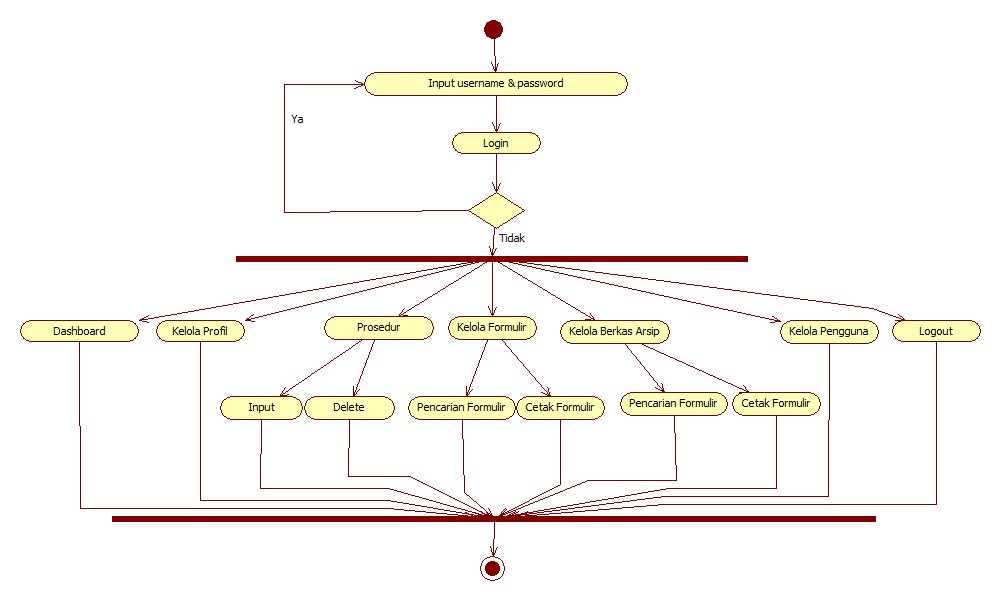 Input username & password
Ya
Login
Tidak
Dashboard
Kelola Profil
Prosedur
Kelola Formulir
Kelola Berkas Arsip
Kelola Pengguna
Logout
Input
Delete
Pencarian Formulir
Cetak Formulir
Pencarian Formulir
Cetak Formulir